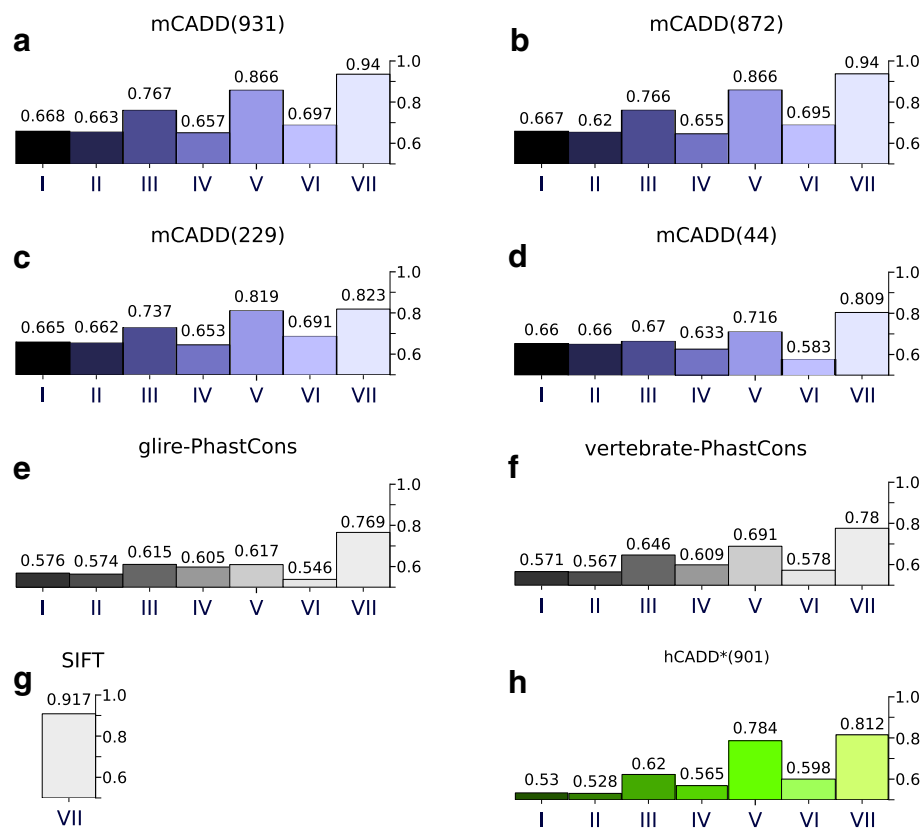 a
mCADD(931)
0.668 0.663 0.767 0.657 0.866 0.697 0.94
1.0
0.8
0.6
I II III IV V VI VII
b
mCADD(872)
0.667 0.62 0.766 0.655 0.866 0.695 0.94
1.0
0.8
0.6
I II III IV V VI VII
c
mCADD(229)
0.665 0.662 0.737 0.653 0.819 0.691 0.823
1.0
0.8
0.6
I II III IV V VI VII
d
mCADD(44)
0.66 0.66 0.67 0.633 0.716 0.583 0.809
1.0
0.8
0.6
I II III IV V VI VII
e
glire-PhastCons
0.576 0.574 0.615 0.605 0.617 0.546 0.769
1.0
0.8
0.6
I II III IV V VI VII
f
vertebrate-PhastCons
0.571 0.567 0.646 0.609 0.691 0.578 0.78
1.0
0.8
0.6
I II III IV V VI VII
g
SIFT
0.917
1.0
0.8
0.6
VII
h
hCADD*(901)
0.53 0.528 0.62 0.565 0.784 0.598 0.812
1.0
0.8
0.6
I II III IV V VI VII